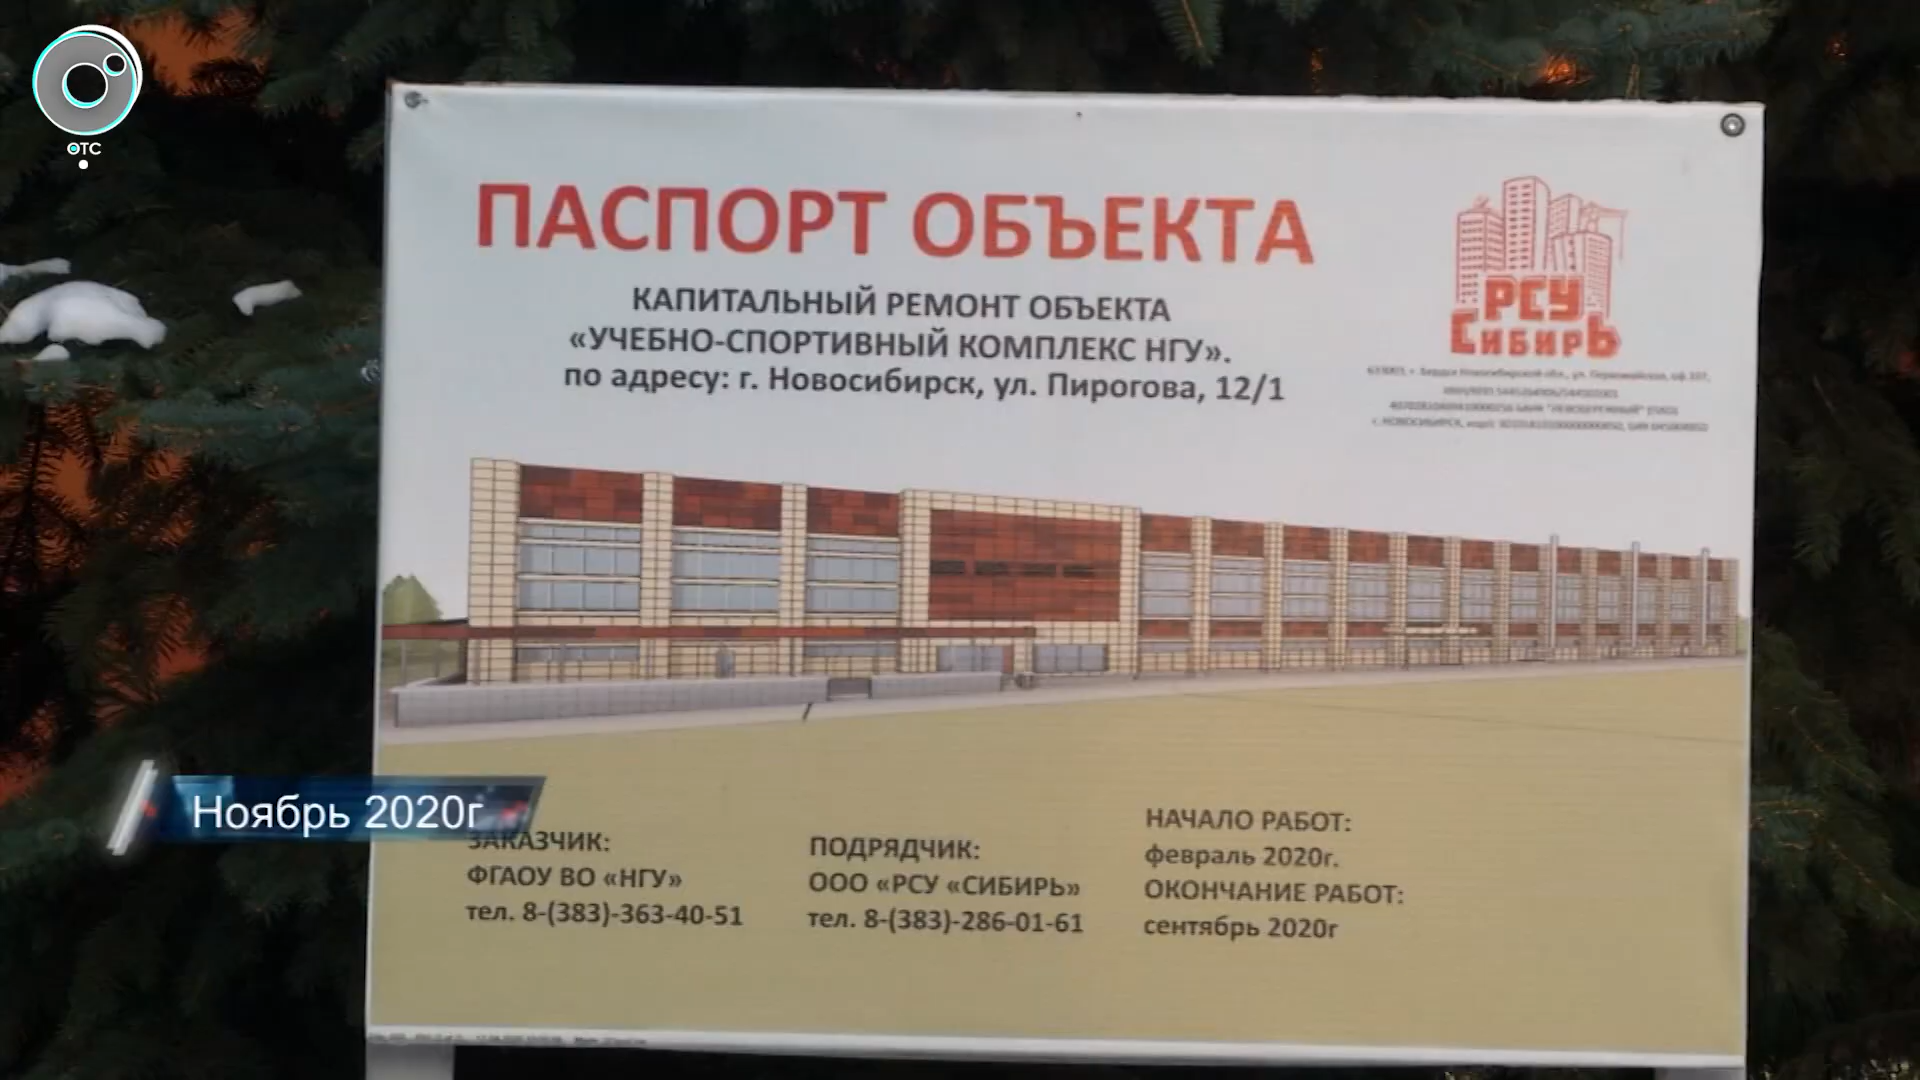 ОТС
ПАСПОРТ ОБЪЕКТА
КАПИТАЛЬНЫЙ РЕМОНТ ОБЪЕКТА
«УЧЕБНО-СПОРТИВНЫЙ КОМПЛЕКС НГУ».
по адресу: г. Новосибирск, ул. Пирогова, 12/1
РСУ
СИБИРЬ
г. НОВОСИБИРСК,
Ноябрь 2020г
ЗАКАЗЧИК:
ФГАОУ ВО «НГУ»
тел. 8-(383)-363-40-51
ПОДРЯДЧИК:
ООО «РСУ «СИБИРЬ»
тел. 8-(383)-286-01-61
НАЧАЛО РАБОТ:
февраль 2020г.
ОКОНЧАНИЕ РАБОТ:
сентябрь 2020г